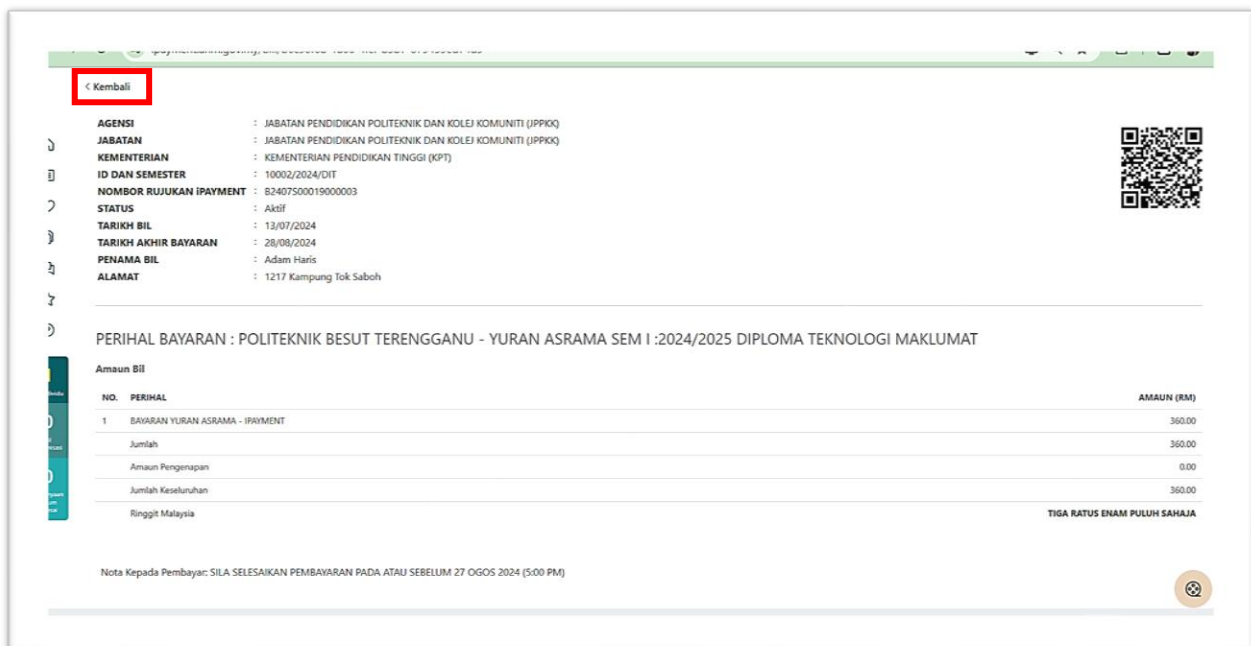 < Kembali
AGENSI : JABATAN PENDIDIKAN POLITEKNIK DAN KOLEJ KOMUNITI (JPPKK)
JABATAN : JABATAN PENDIDIKAN POLITEKNIK DAN KOLEJ KOMUNITI (JPPKK)
KEMENTERIAN : KEMENTERIAN PENDIDIKAN TINGGI (KPT)
ID DAN SEMESTER : 10002/2024/DIT
NOMBOR RUJUKAN iPAYMENT : B2407S00019000003
STATUS : Aktif
TARIKH BIL : 13/07/2024
TARIKH AKHIR BAYARAN : 28/08/2024
PENAMA BIL : Adam Haris
ALAMAT : 1217 Kampung Tok Saboh
PERIHAL BAYARAN : POLITEKNIK BESUT TERENGGANU - YURAN ASRAMA SEM I :2024/2025 DIPLOMA TEKNOLOGI MAKLUMAT
Amaun Bil
NO. PERIHAL AMAUN (RM)
1 BAYARAN YURAN ASRAMA - IPAYMENT 360.00
Jumlah 360.00
Amaun Pengenapan 0.00
Jumlah Keseluruhan 360.00
Ringgit Malaysia TIGA RATUS ENAM PULUH SAHAJA
Nota Kepada Pembayar: SILA SELESAIKAN PEMBAYARAN PADA ATAU SEBELUM 27 OGOS 2024 (5:00 PM)